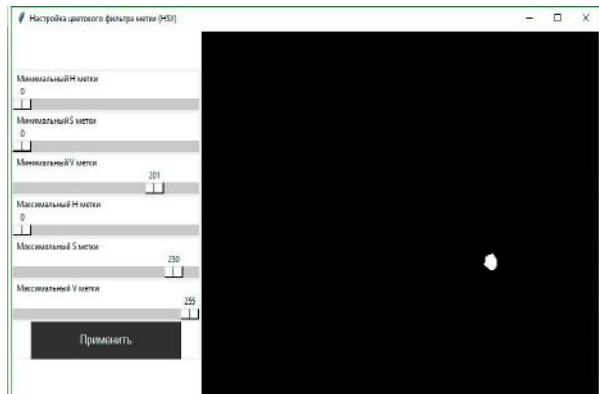 Настройка цветового фильтра метки (HSV)
Минимальный H метки
0
Минимальный S метки
0
Минимальный V метки
201
Максимальный H метки
0
Максимальный S метки
230
Максимальный V метки
255
Применить